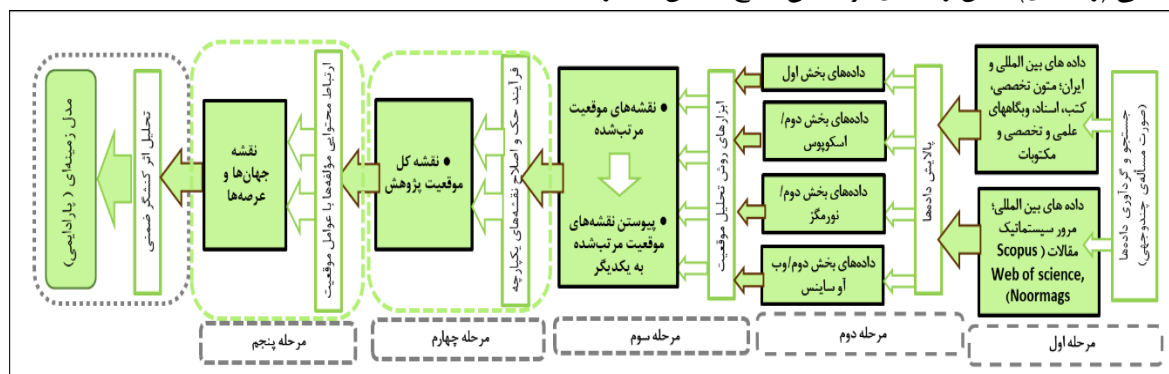 جستجو و گردآوری داده‌ها
(صورت مسأله‌ی چندوجهی)
داده های بین المللی و
ایران؛ متون تخصصی،
کتب، اسناد، وبگاههای
علمی و تخصصی و
مکتوبات
داده های بین المللی؛
مرور سیستماتیک
مقالات (Scopus
Web of science,
Noormags)
مرحله اول
پالایش داده‌ها
داده‌های بخش اول
داده‌های بخش دوم/
اسکوپوس
داده‌های بخش دوم/
نورمگز
داده‌های بخش دوم/وب
آو ساینس
مرحله دوم
ابزارهای روش تحلیل موقعیت
● نقشه‌های موقعیت
مرتب‌شده
● پیوستن نقشه‌های
موقعیت مرتب‌شده
به یکدیگر
مرحله سوم
فرآیند حک و اصلاح نقشه‌های یکپارچه
● نقشه کل
موقعیت پژوهش
مرحله چهارم
ارتباط محتوایی مؤلفه‌ها با عوامل موقعیت
نقشه
جهان‌ها و
عرصه‌ها
مرحله پنجم
تحلیل اثر کنشگر ضمنی
مدل زمینه‌ای (پارادایمی)